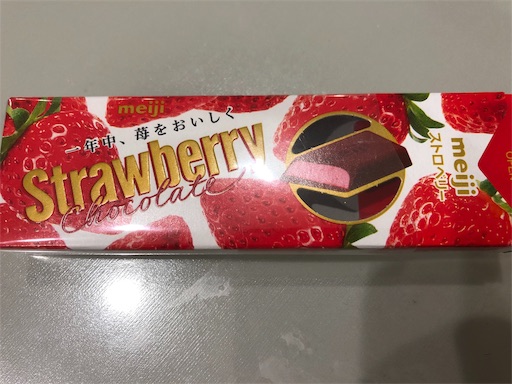 meiji
一年中、苺をおいしく
Strawberry
Chocolate
meiji
ストロベリー
OPEN